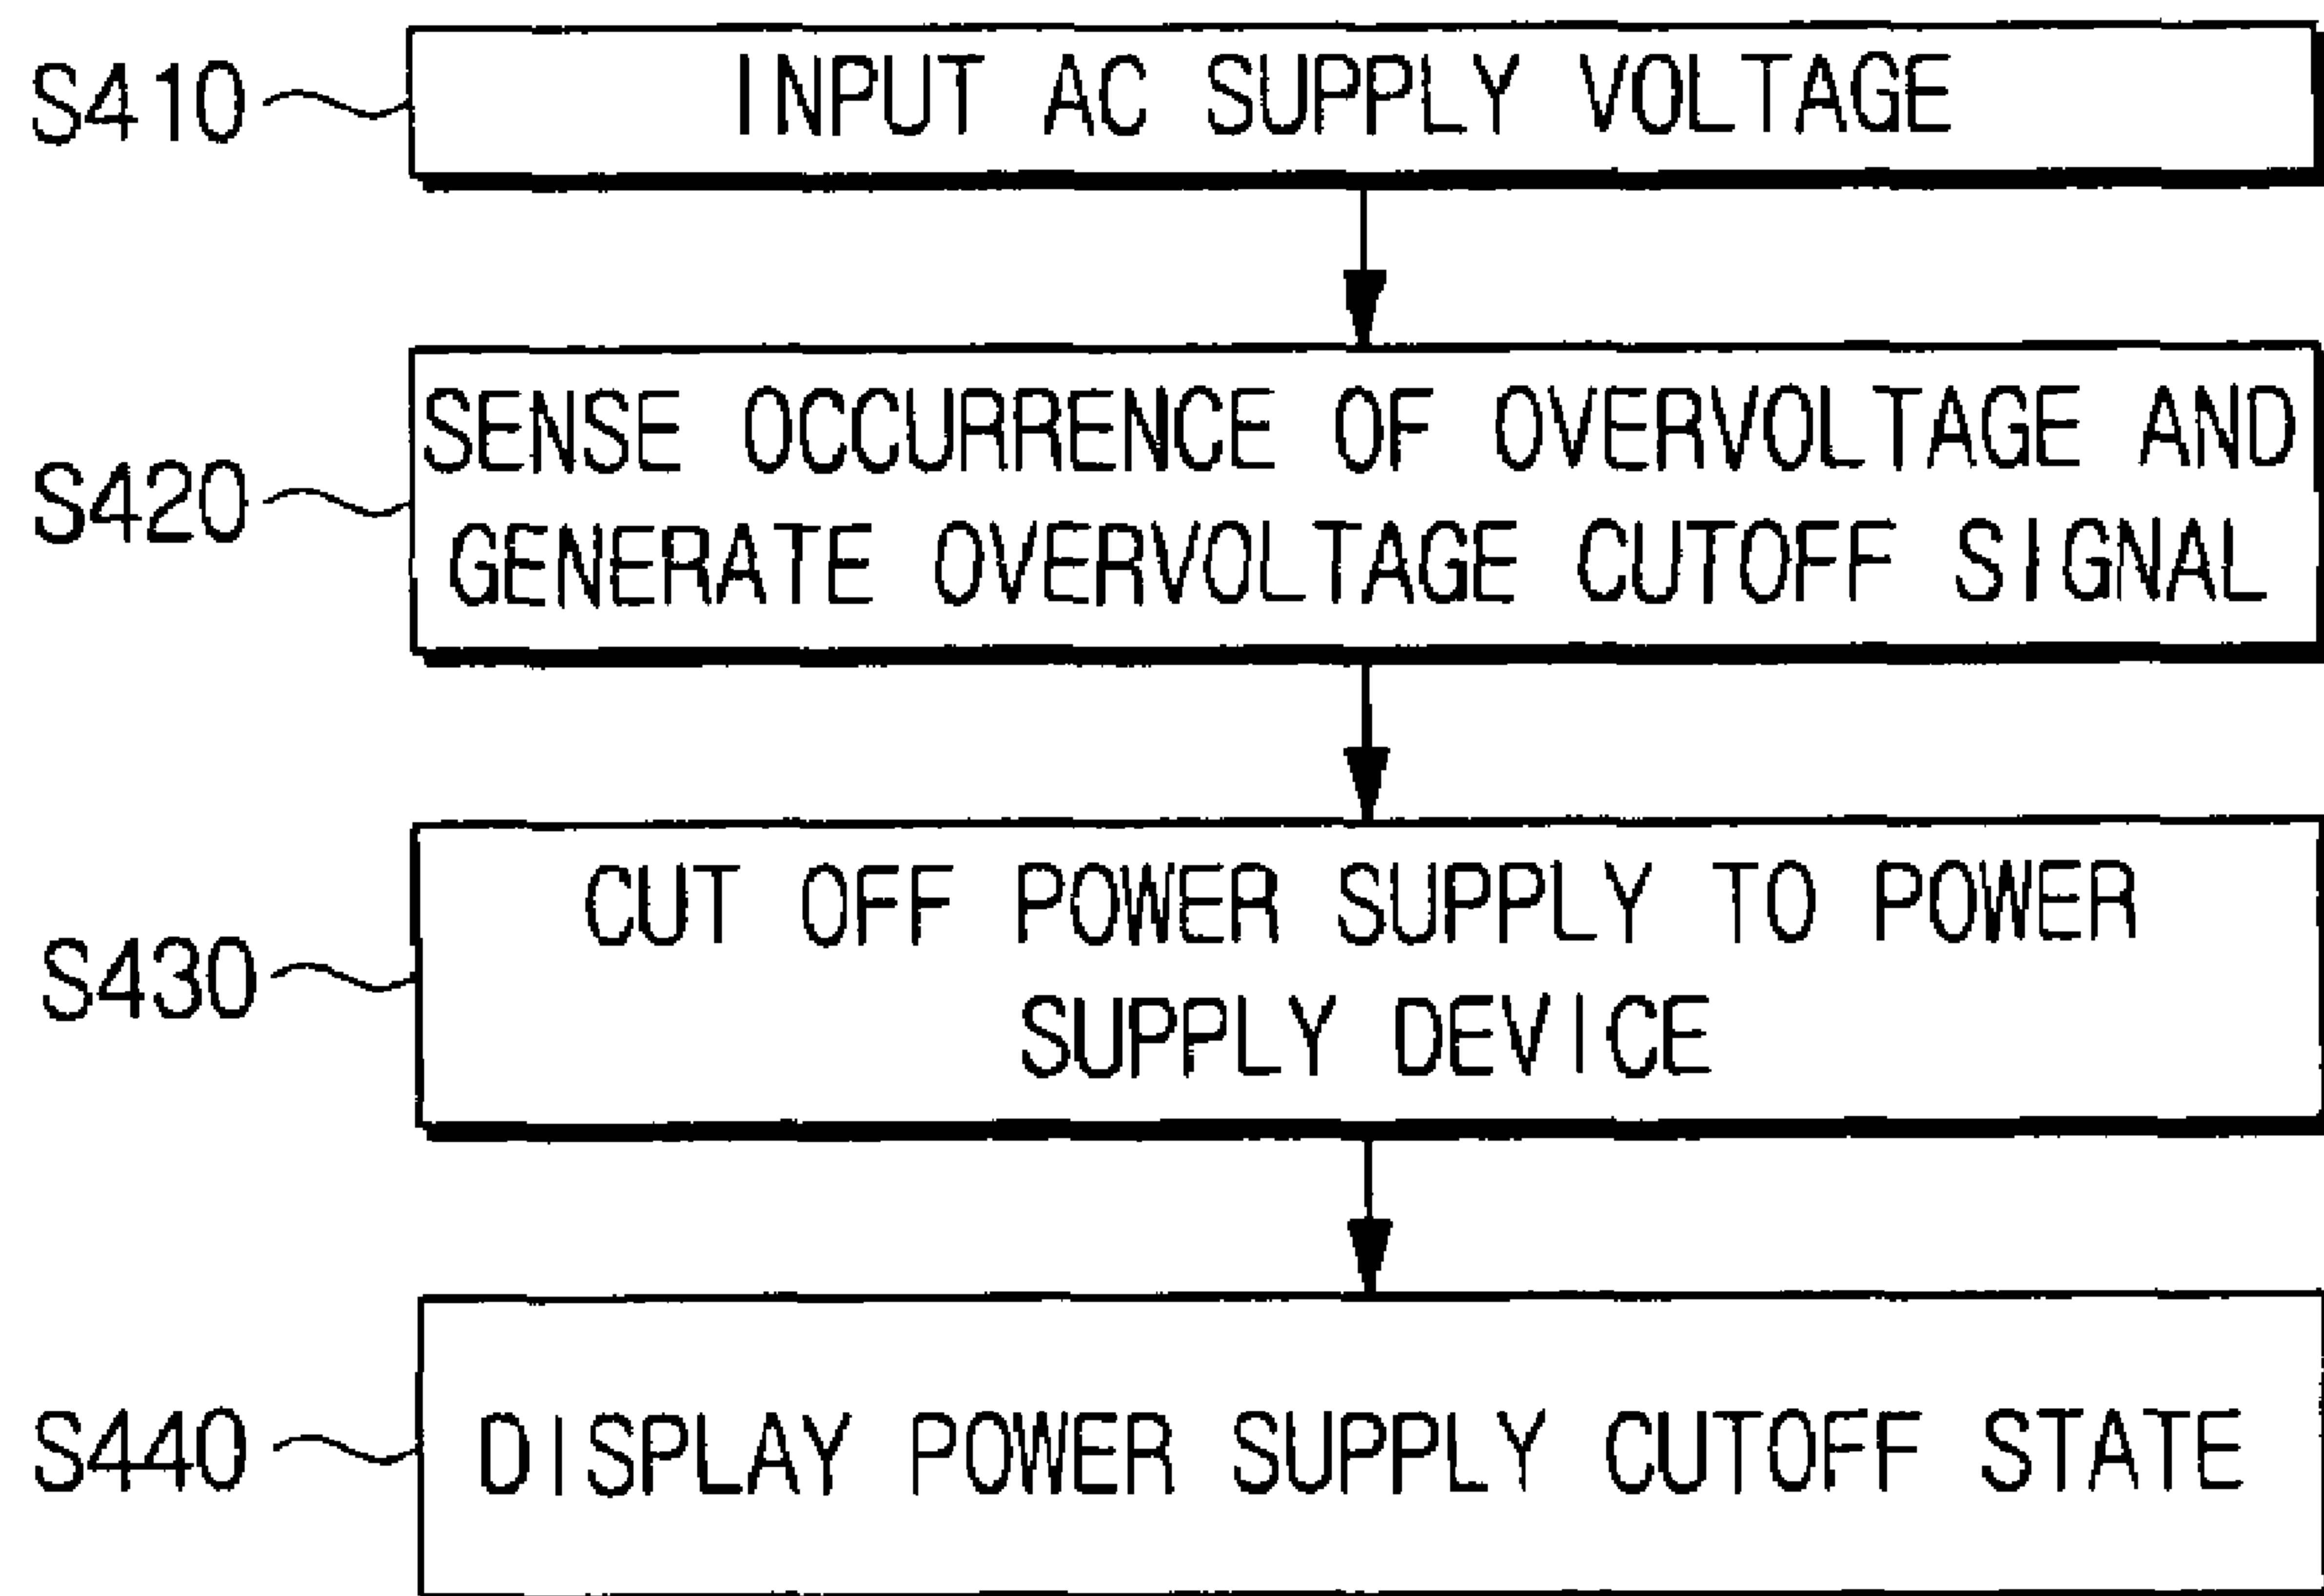 S410
INPUT AC SUPPLY VOLTAGE
S420
SENSE OCCURRENCE OF OVERVOLTAGE AND
GENERATE OVERVOLTAGE CUTOFF SIGNAL
S430
CUT OFF POWER SUPPLY TO POWER
SUPPLY DEVICE
S440
DISPLAY POWER SUPPLY CUTOFF STATE